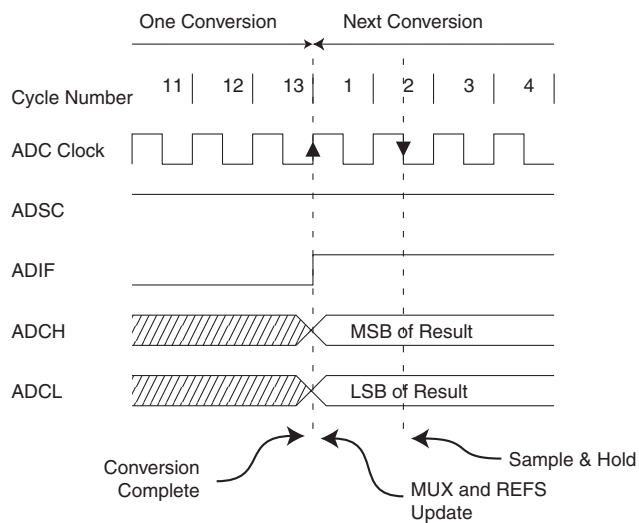 One Conversion Next Conversion
Cycle Number 11 12 13 1 2 3 4
ADC Clock
ADSC
ADIF
ADCH MSB of Result
ADCL LSB of Result
Conversion
Complete
MUX and REFS
Update
Sample & Hold